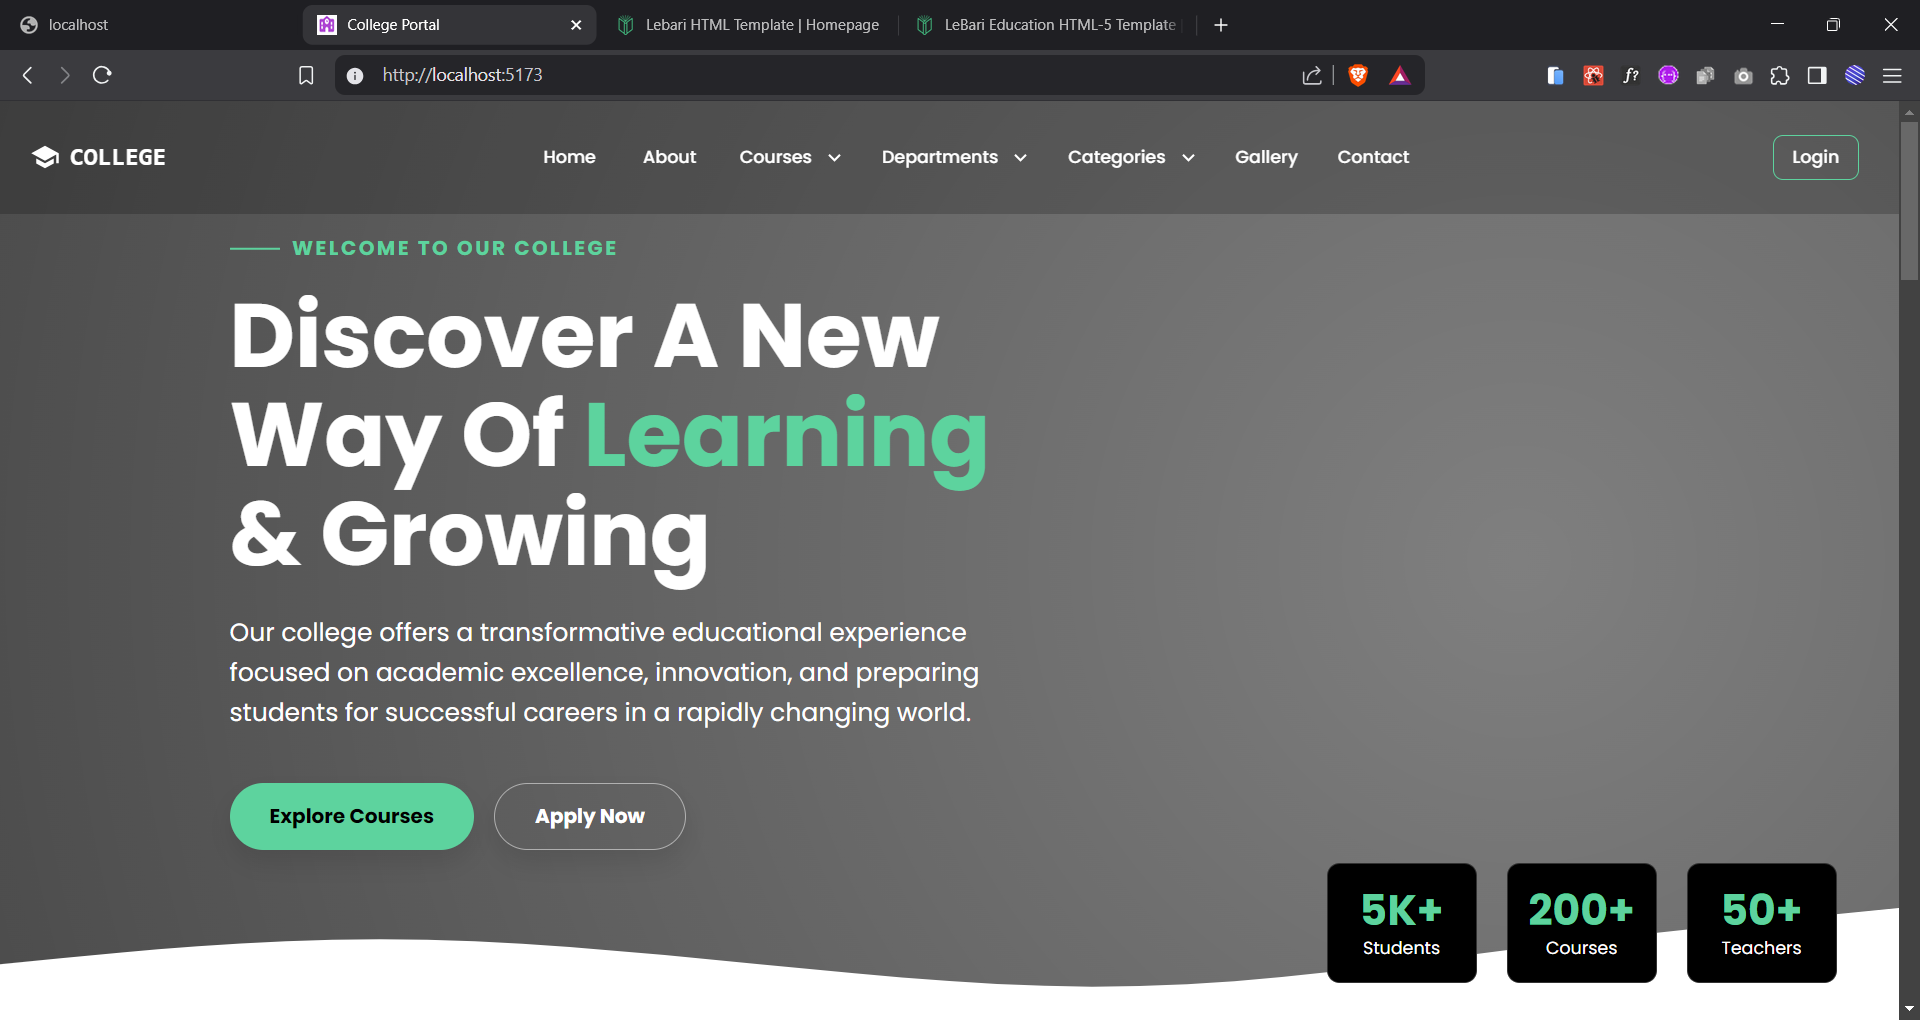 localhost
College Portal
Lebari HTML Template | Homepage
LeBari Education HTML-5 Template
http://localhost:5173
f?
COLLEGE
Home
About
Courses
Departments
Categories
Gallery
Contact
Login
WELCOME TO OUR COLLEGE
Discover A New
Way Of Learning
& Growing
Our college offers a transformative educational experience
focused on academic excellence, innovation, and preparing
students for successful careers in a rapidly changing world.
Explore Courses
Apply Now
5K+
Students
200+
Courses
50+
Teachers